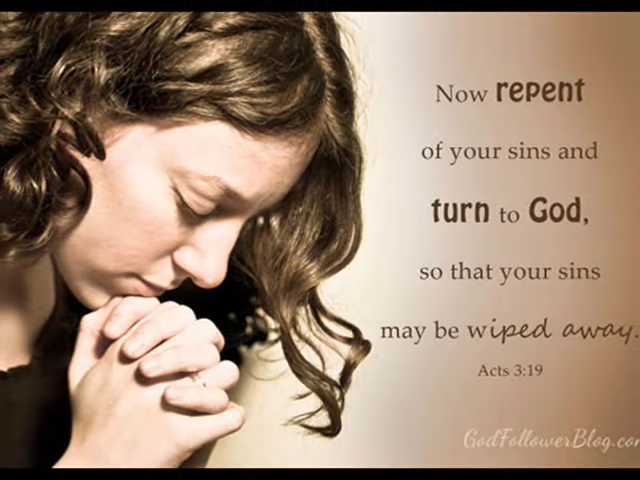 Now repent
of your sins and
turn to God,
so that your sins
may be wiped away.
Acts 3:19
GodFollowerBlog.com